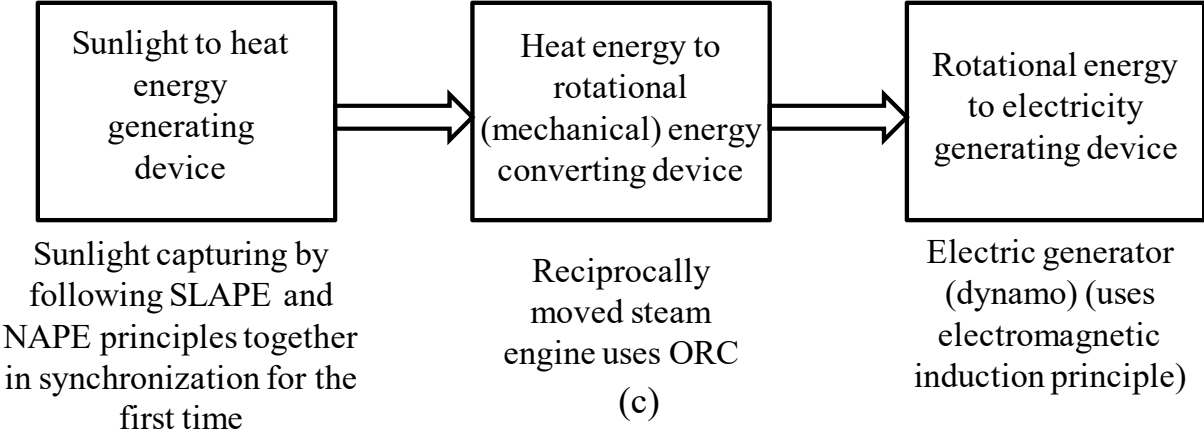 Sunlight to heat
energy
generating
device
Heat energy to
rotational
(mechanical) energy
converting device
Rotational energy
to electricity
generating device
Sunlight capturing by
following SLAPE and
NAPE principles together
in synchronization for the
first time
Reciprocally
moved steam
engine uses ORC
(c)
Electric generator
(dynamo) (uses
electromagnetic
induction principle)